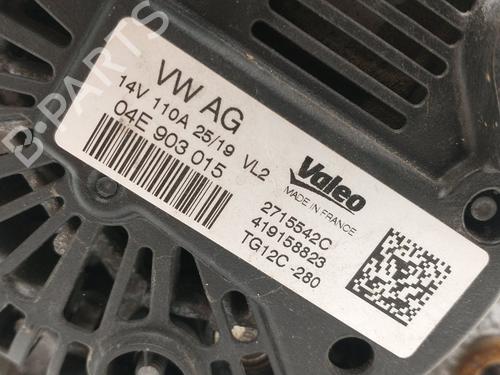 B-PARTS
VW AG
14V 110A 25/19 VL2
04E 903 015
Valeo
MADE IN FRANCE
2715542C
419158823
TG12C-280